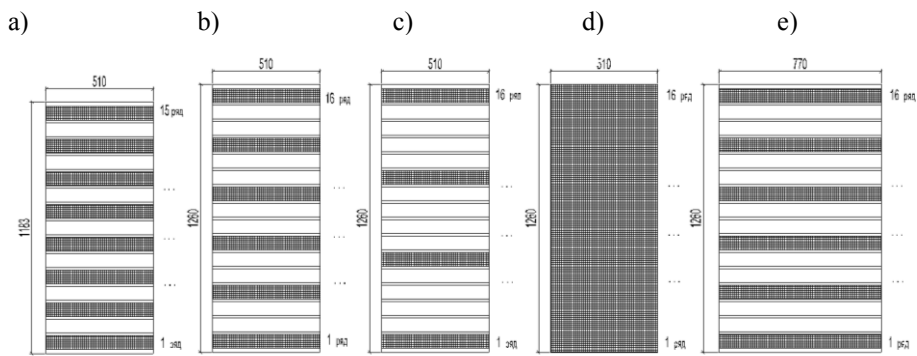 a) b) c) d) e)
510 510 510 510 770
15 ряд 16 ряд 16 ряд 16 ряд 16 ряд
1183 1260 1260 1260 1260
... ... ... ... ...
... ... ... ... ...
... ... ... ... ...
1 ряд 1 ряд 1 ряд 1 ряд 1 ряд